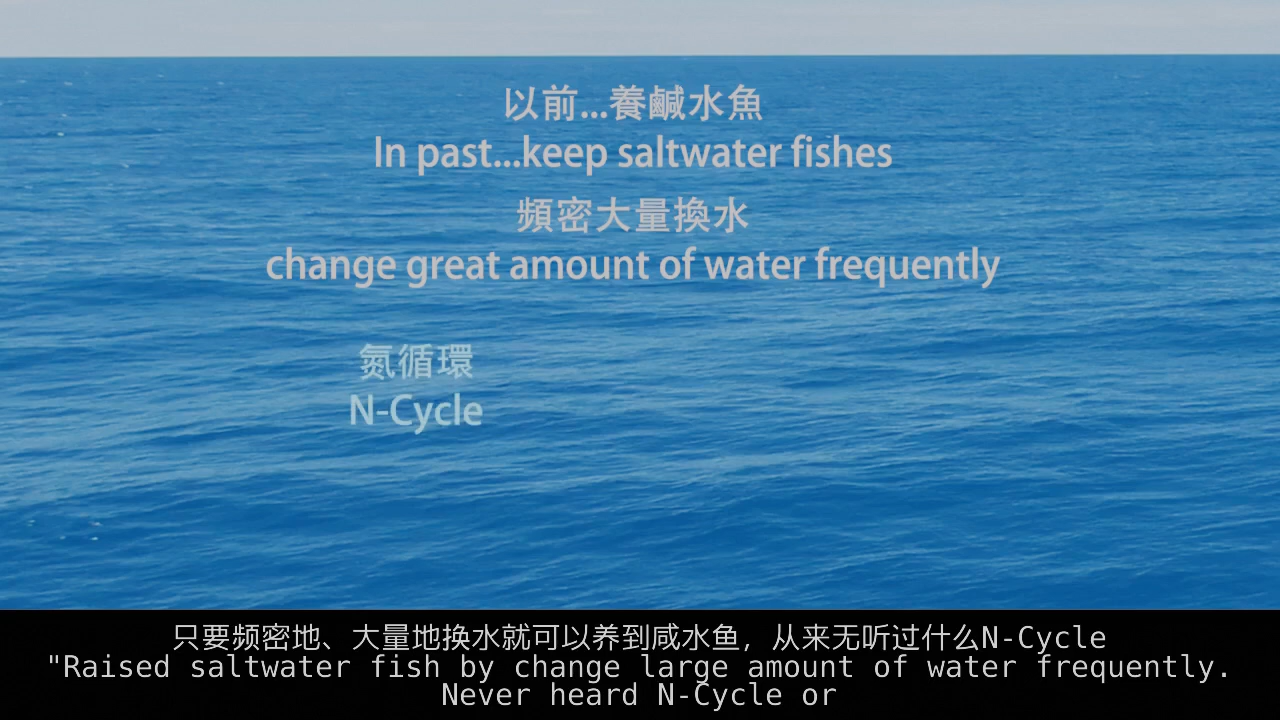 以前...養鹹水魚
In past...keep saltwater fishes
頻密大量換水
change great amount of water frequently
氮循環
N-Cycle
只要频密地、大量地换水就可以养到咸水鱼，从来无听过什么N-Cycle
"Raised saltwater fish by change large amount of water frequently.
Never heard N-Cycle or